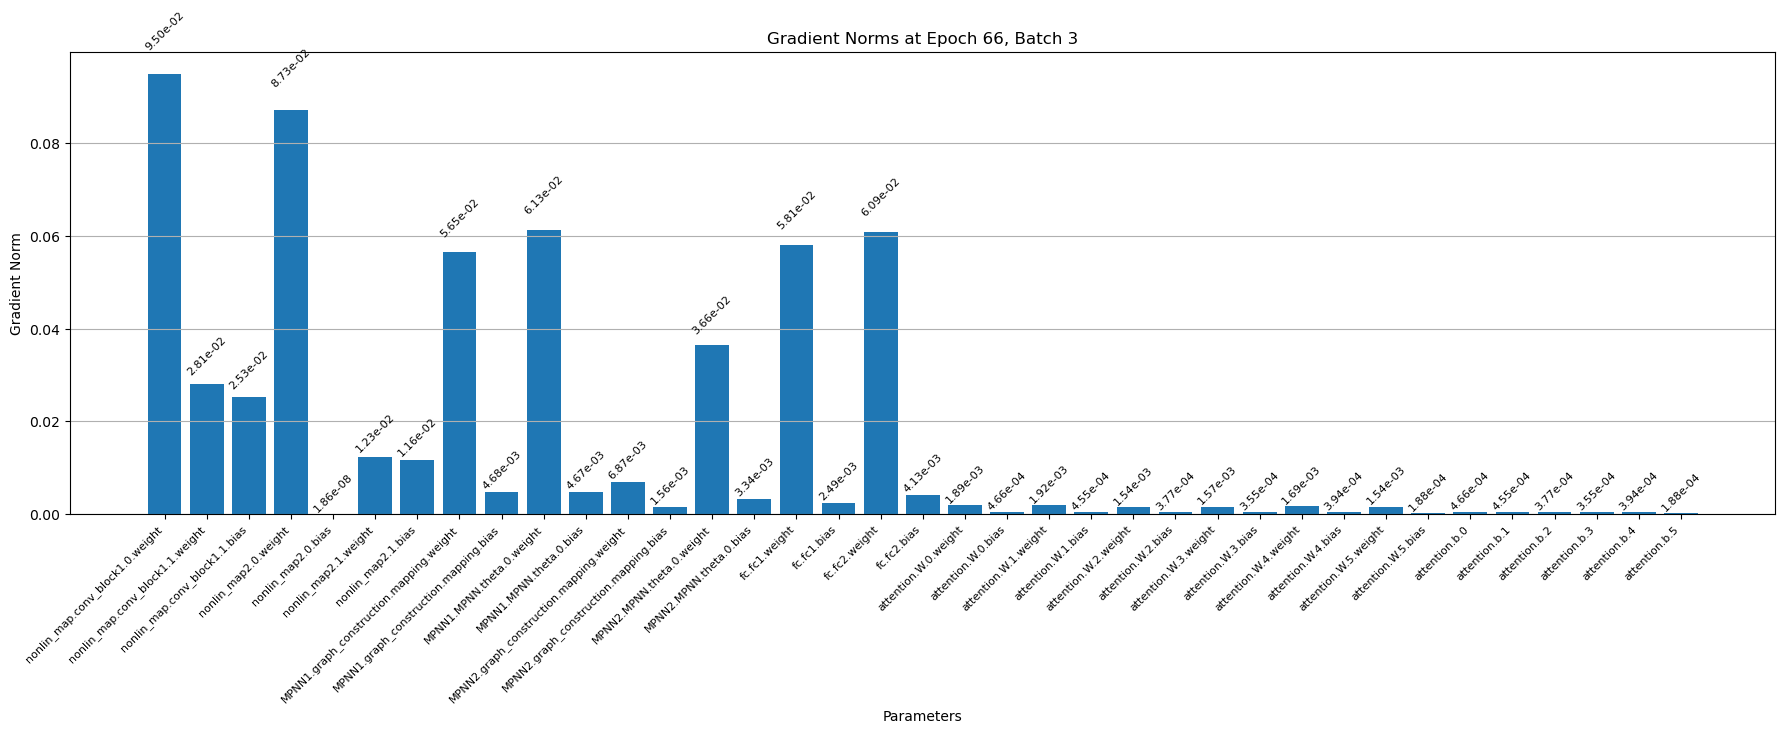 Gradient Norms at Epoch 66, Batch 3
Gradient Norm
0.08
0.06
0.04
0.02
0.00
9.50e-02
2.81e-02
2.53e-02
8.73e-02
1.86e-08
1.23e-02
1.16e-02
5.65e-02
4.68e-03
6.13e-02
4.67e-03
6.87e-03
1.56e-03
3.66e-02
3.34e-03
5.81e-02
2.49e-03
6.09e-02
4.13e-03
1.89e-03
4.66e-04
1.92e-03
4.55e-04
1.54e-03
3.77e-04
1.57e-03
3.55e-04
1.69e-03
3.94e-04
1.54e-03
1.88e-04
4.66e-04
4.55e-04
3.77e-04
3.55e-04
3.94e-04
1.88e-04
nonlin_map.conv_block1.0.weight
nonlin_map.conv_block1.1.weight
nonlin_map.conv_block1.1.bias
nonlin_map2.0.weight
nonlin_map2.0.bias
nonlin_map2.1.weight
nonlin_map2.1.bias
MPNN1.graph_construction.mapping.weight
MPNN1.graph_construction.mapping.bias
MPNN1.MPNN.theta.0.weight
MPNN1.MPNN.theta.0.bias
MPNN2.graph_construction.mapping.weight
MPNN2.graph_construction.mapping.bias
MPNN2.MPNN.theta.0.weight
MPNN2.MPNN.theta.0.bias
fc.fc1.weight
fc.fc1.bias
fc.fc2.weight
fc.fc2.bias
attention.W.0.weight
attention.W.0.bias
attention.W.1.weight
attention.W.1.bias
attention.W.2.weight
attention.W.2.bias
attention.W.3.weight
attention.W.3.bias
attention.W.4.weight
attention.W.4.bias
attention.W.5.weight
attention.W.5.bias
attention.b.0
attention.b.1
attention.b.2
attention.b.3
attention.b.4
attention.b.5
Parameters